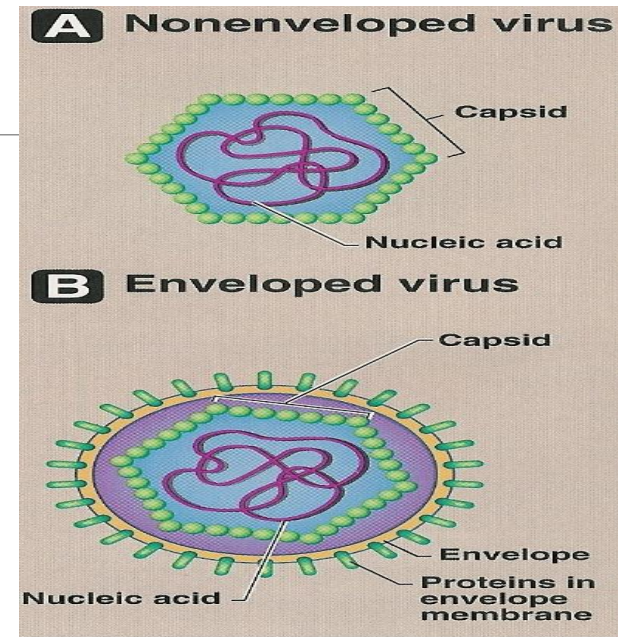 A Nonenveloped virus
Capsid
Nucleic acid
B Enveloped virus
Capsid
Envelope
Proteins in
envelope
membrane
Nucleic acid